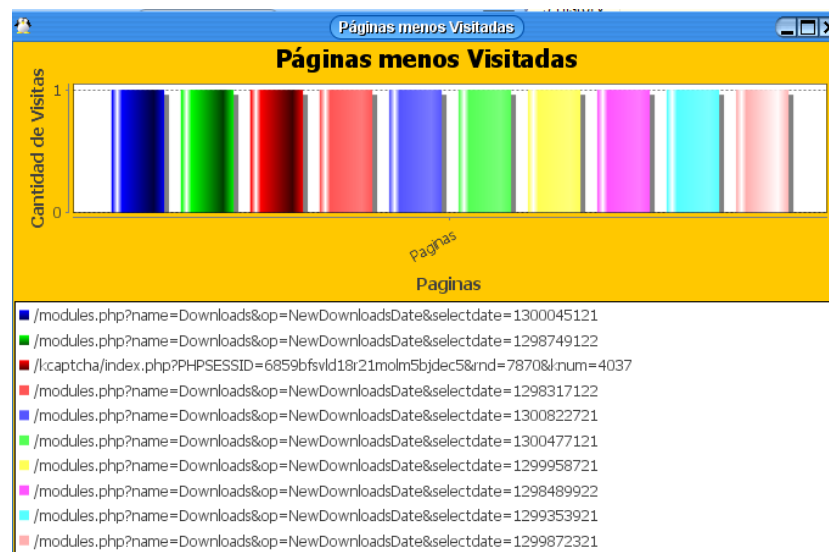 Páginas menos Visitadas
Páginas menos Visitadas
Cantidad de Visitas
1
0
Paginas
Paginas
/modules.php?name=Downloads&op=NewDownloadsDate&selectdate=1300045121
/modules.php?name=Downloads&op=NewDownloadsDate&selectdate=1298749122
/kcaptcha/index.php?PHPSESSID=6859bfsvld18r21molm5bjdec5&rnd=7870&knum=4037
/modules.php?name=Downloads&op=NewDownloadsDate&selectdate=1298317122
/modules.php?name=Downloads&op=NewDownloadsDate&selectdate=1300822721
/modules.php?name=Downloads&op=NewDownloadsDate&selectdate=1300477121
/modules.php?name=Downloads&op=NewDownloadsDate&selectdate=1299958721
/modules.php?name=Downloads&op=NewDownloadsDate&selectdate=1298489922
/modules.php?name=Downloads&op=NewDownloadsDate&selectdate=1299353921
/modules.php?name=Downloads&op=NewDownloadsDate&selectdate=1299872321